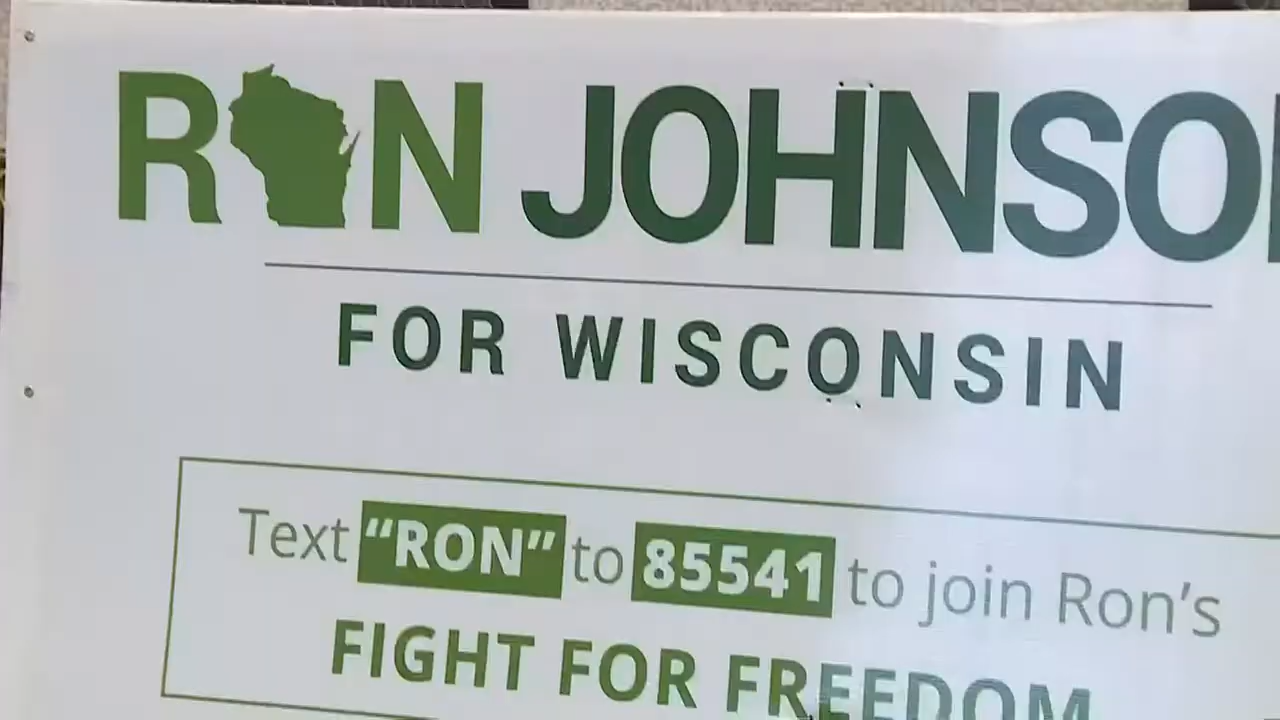 RON JOHNSO
FOR WISCONSIN
Text “RON” to 85541 to join Ron’s
FIGHT FOR FREEDOM